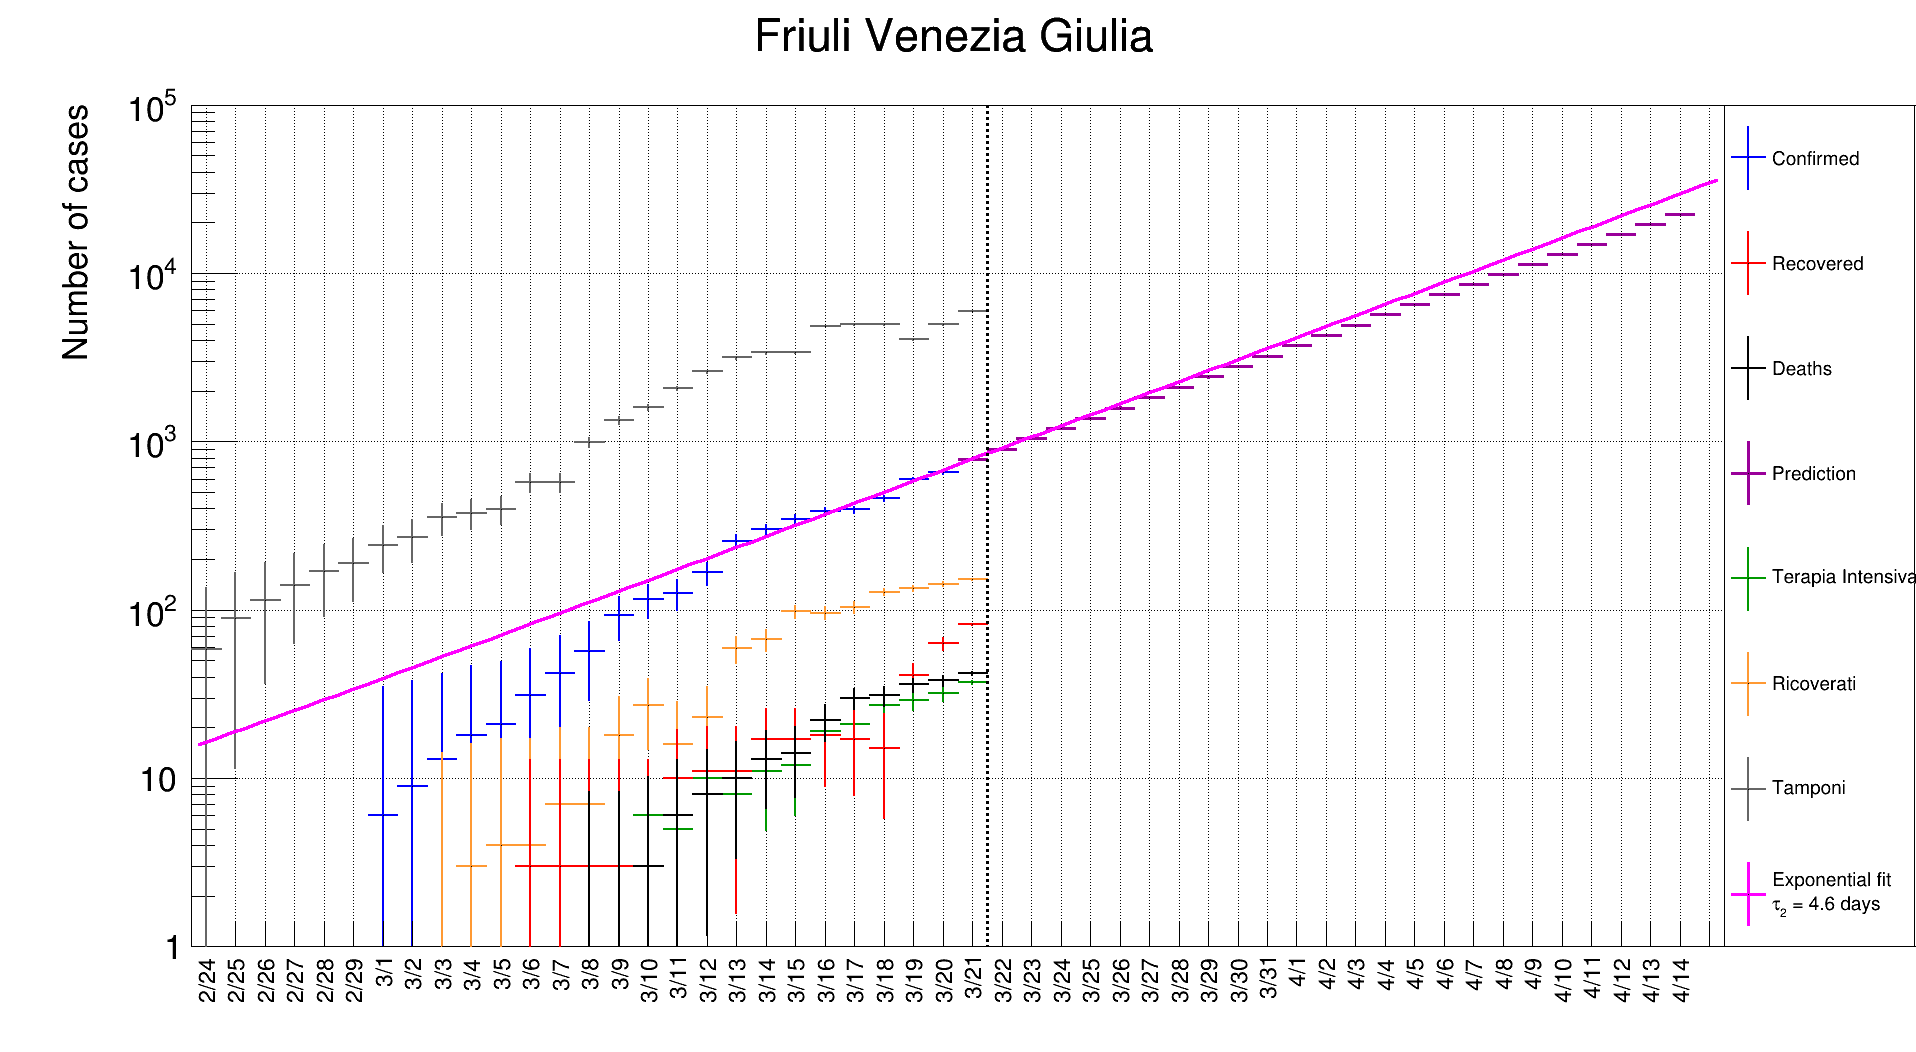 Friuli Venezia Giulia
Number of cases
10^5
10^4
10^3
10^2
10
1
2/24 2/25 2/26 2/27 2/28 2/29 3/1 3/2 3/3 3/4 3/5 3/6 3/7 3/8 3/9 3/10 3/11 3/12 3/13 3/14 3/15 3/16 3/17 3/18 3/19 3/20 3/21 3/22 3/23 3/24 3/25 3/26 3/27 3/28 3/29 3/30 3/31 4/1 4/2 4/3 4/4 4/5 4/6 4/7 4/8 4/9 4/10 4/11 4/12 4/13 4/14
Confirmed
Recovered
Deaths
Prediction
Terapia Intensiva
Ricoverati
Tamponi
Exponential fit
τ_2 = 4.6 days